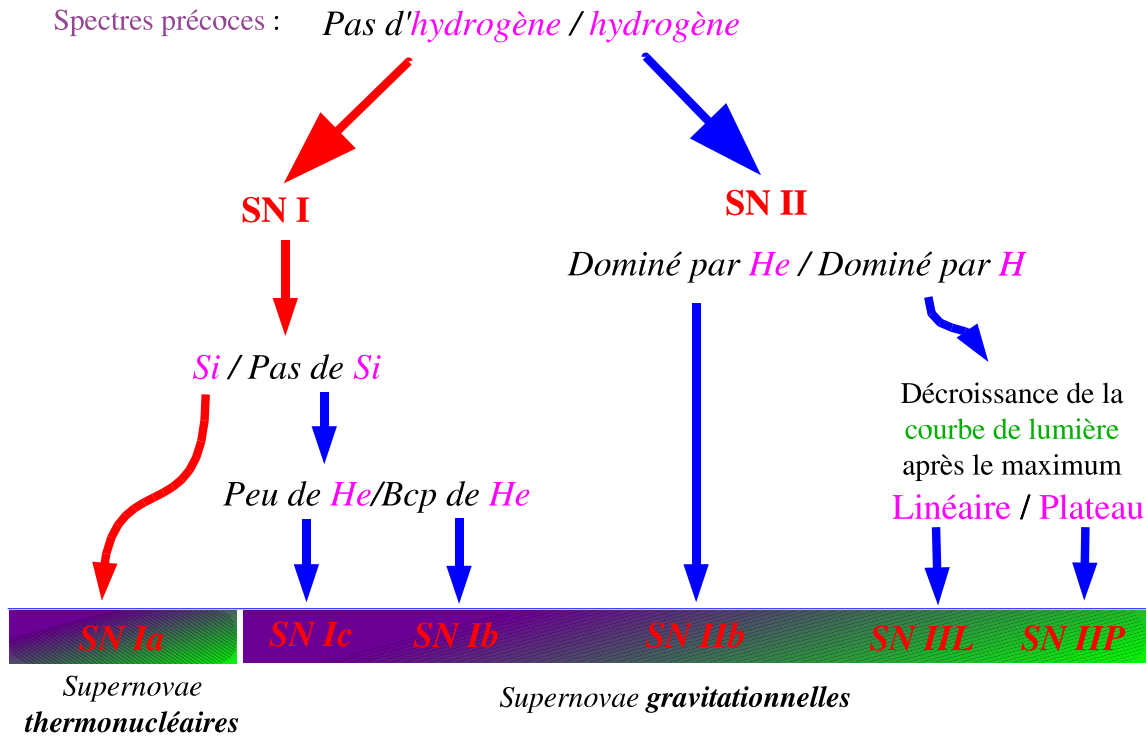 Spectres précoces : Pas d'hydrogène / hydrogène
SN I
SN II
Dominé par He / Dominé par H
Si / Pas de Si
Décroissance de la
courbe de lumière
après le maximum
Linéaire / Plateau
Peu de He/Bcp de He
SN Ia
SN Ic
SN Ib
SN IIb
SN IIL
SN IIP
Supernovae
thermonucléaires
Supernovae gravitationnelles